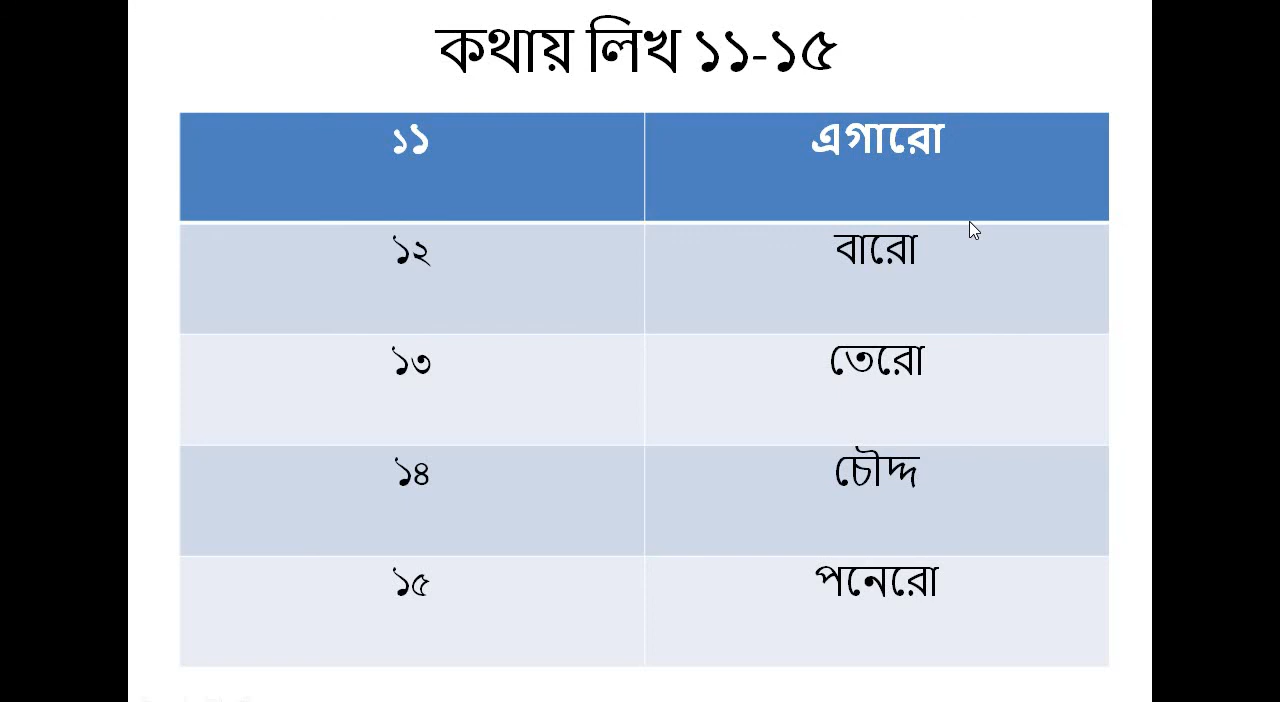 কথায় লিখ ১১-১৫
১১ এগারো
১২ বারো
১৩ তেরো
১৪ চৌদ্দ
১৫ পনেরো